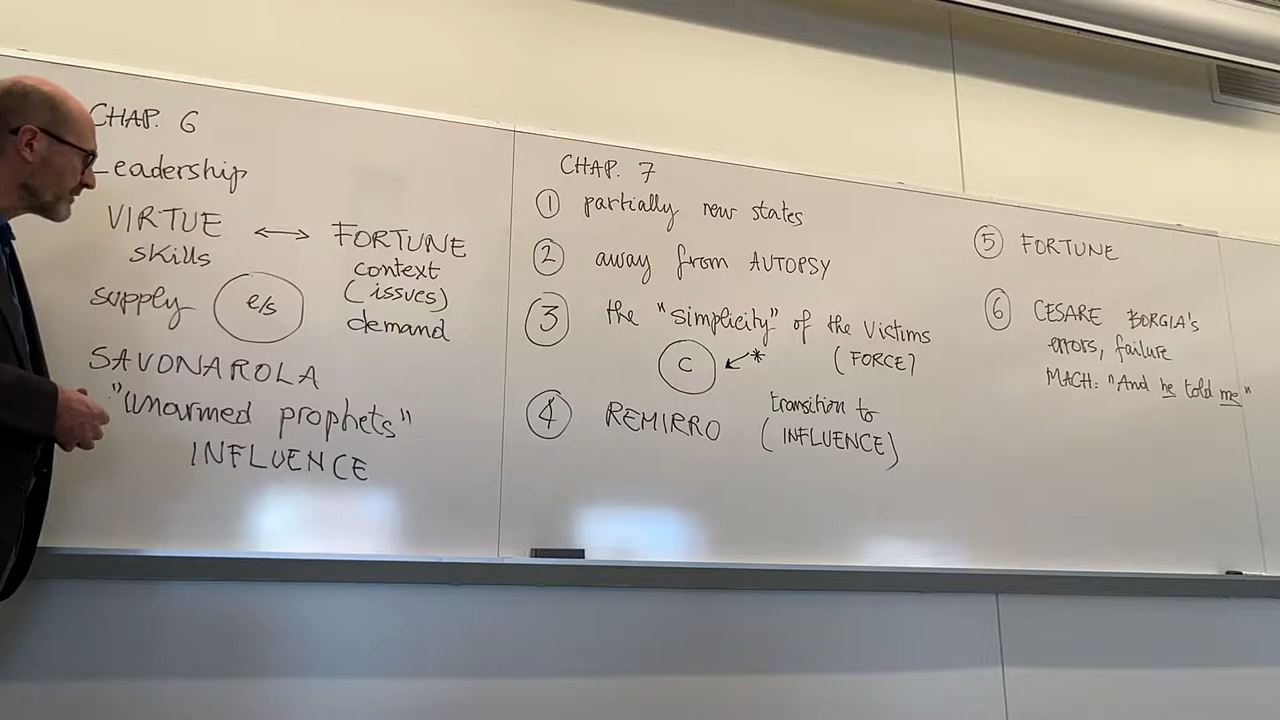 CHAP. 6
Leadership
VIRTUE ↔ FORTUNE
skills
context
(issues)
supply
e/s
demand
SAVONAROLA
"Unarmed prophets"
INFLUENCE
CHAP. 7
① partially new states
② away from AUTOPSY
③ the "simplicity" of the victims
(FORCE)
C ↙*
④ REMIRRO
transition to
(INFLUENCE)
⑤ FORTUNE
⑥ CESARE BORGIA's
errors, failure
MACH: "And he told me"